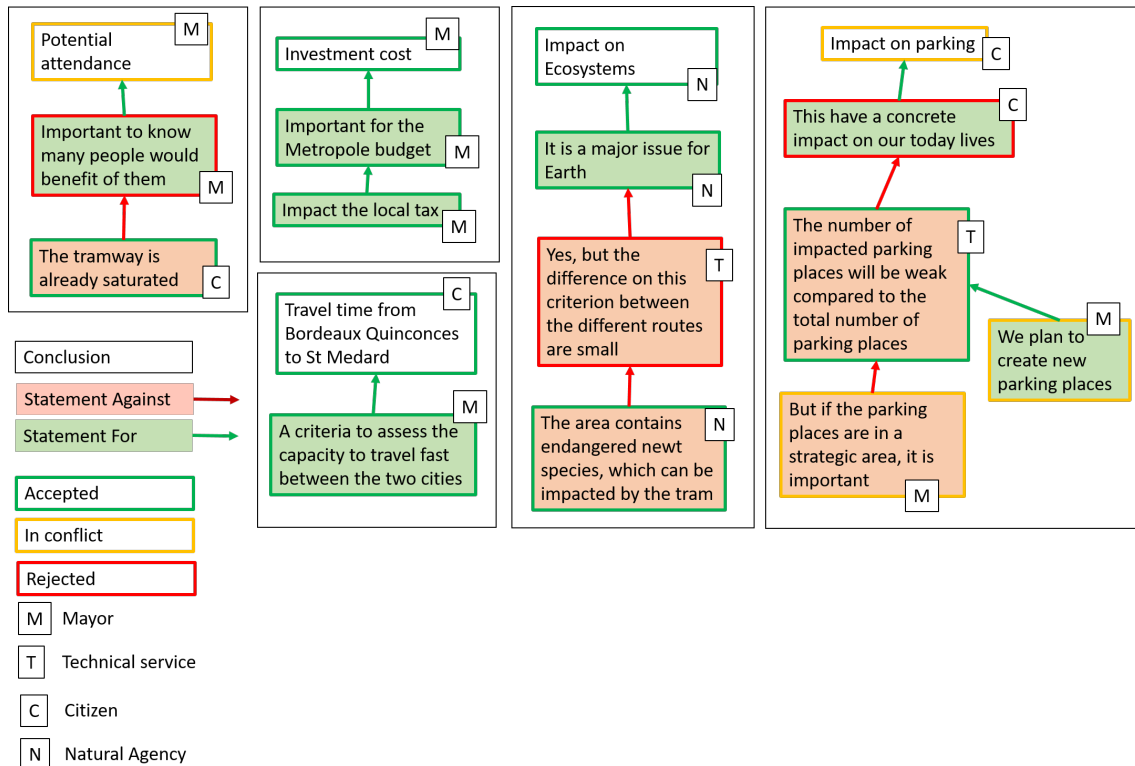 Potential
attendance
M
Important to know
many people would
benefit of them
M
The tramway is
already saturated
C
Investment cost
M
Important for the
Metropole budget
M
Impact the local tax
M
Travel time from
Bordeaux Quinconces
to St Medard
C
A criteria to assess the
capacity to travel fast
between the two cities
M
Impact on
Ecosystems
N
It is a major issue for
Earth
N
Yes, but the
difference on this
criterion between
the different routes
are small
T
The area contains
endangered newt
species, which can be
impacted by the tram
N
Impact on parking
C
This have a concrete
impact on our today lives
C
The number of
impacted parking
places will be weak
compared to the
total number of
parking places
T
We plan to
create new
parking places
M
But if the parking
places are in a
strategic area, it is
important
M
Conclusion
Statement Against
Statement For
Accepted
In conflict
Rejected
M Mayor
T Technical service
C Citizen
N Natural Agency